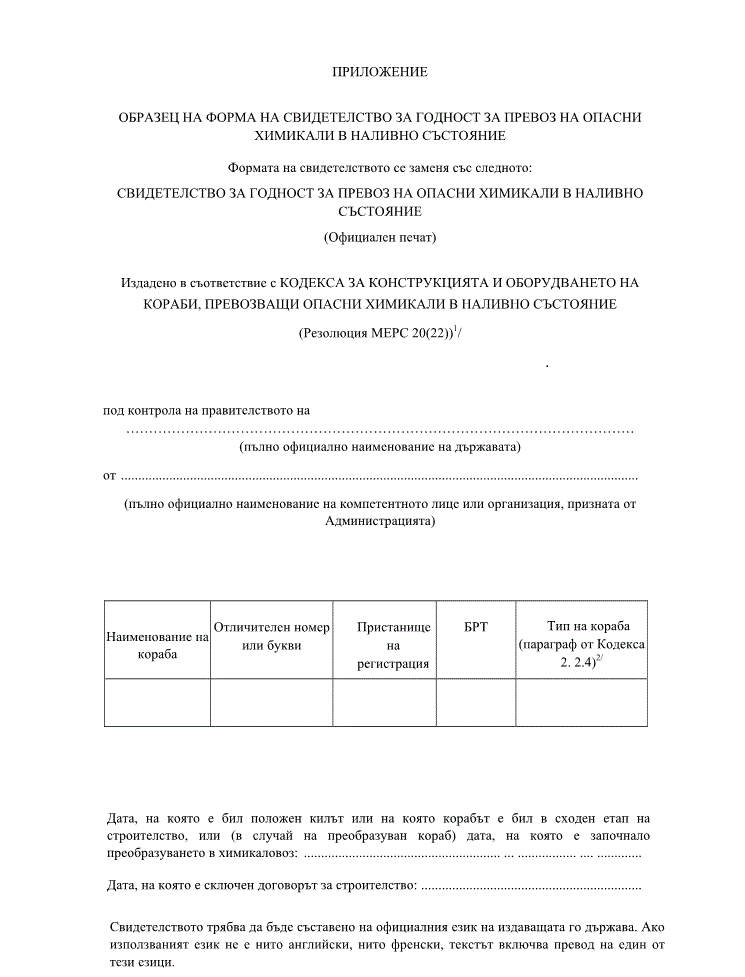 ПРИЛОЖЕНИЕ
ОБРАЗЕЦ НА ФОРМА НА СВИДЕТЕЛСТВО ЗА ГОДНОСТ ЗА ПРЕВОЗ НА ОПАСНИ
ХИМИКАЛИ В НАЛИВНО СЪСТОЯНИЕ
Формата на свидетелството се заменя със следното:
СВИДЕТЕЛСТВО ЗА ГОДНОСТ ЗА ПРЕВОЗ НА ОПАСНИ ХИМИКАЛИ В НАЛИВНО
СЪСТОЯНИЕ
(Официален печат)
Издадено в съответствие с КОДЕКСА ЗА КОНСТРУКЦИЯТА И ОБОРУДВАНЕТО НА
КОРАБИ, ПРЕВОЗВАЩИ ОПАСНИ ХИМИКАЛИ В НАЛИВНО СЪСТОЯНИЕ
(Резолюция МЕРС 20(22))1/
.
под контрола на правителството на
…………………………………………………………………………………………………
(пълно официално наименование на държавата)
от ......................................................................................................................................................
(пълно официално наименование на компетентното лице или организация, призната от
Администрацията)
Наименование на
кораба
Отличителен номер
или букви
Пристанище
на
регистрация
БРТ
Тип на кораба
(параграф от Кодекса
2. 2.4)2/
Дата, на която е бил положен килът или на която корабът е бил в сходен етап на
строителство, или (в случай на преобразуван кораб) дата, на която е започнало
преобразуването в химикаловоз: ......................................................... ... ................. .... .............
Дата, на която е сключен договорът за строителство: ................................................................
Свидетелството трябва да бъде съставено на официалния език на издаващата го държава. Ако
използваният език не е нито английски, нито френски, текстът включва превод на един от
тези езици.